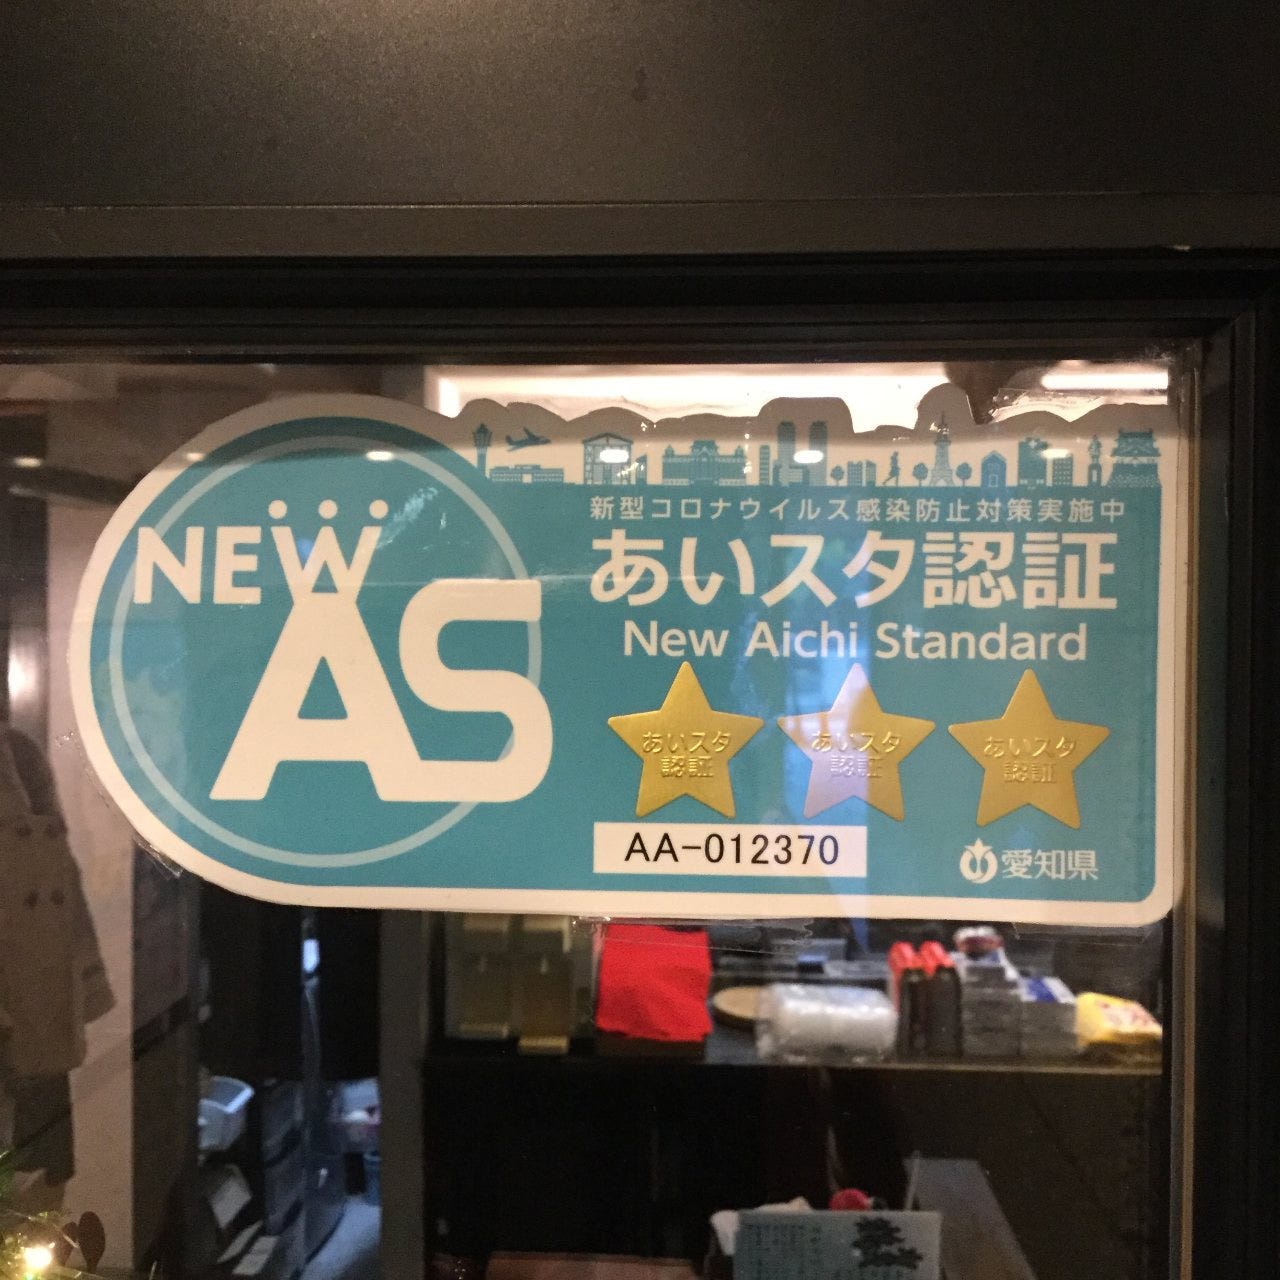 NEW
AS
新型コロナウイルス感染防止対策実施中
あいスタ認証
New Aichi Standard
あいスタ
認証
あいスタ
認証
あいスタ
認証
AA-012370
愛知県